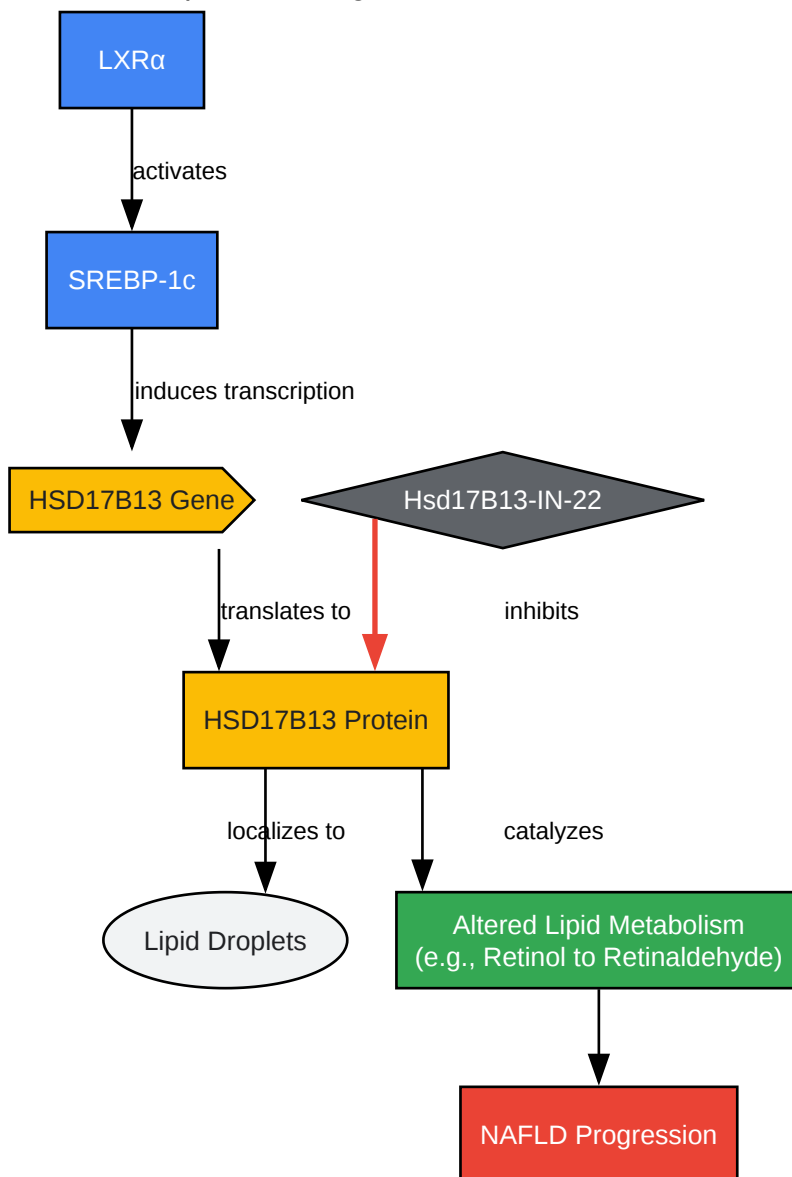 LXRα
activates
SREBP-1c
induces transcription
HSD17B13 Gene
Hsd17B13-IN-22
translates to
inhibits
HSD17B13 Protein
localizes to
catalyzes
Lipid Droplets
Altered Lipid Metabolism
(e.g., Retinol to Retinaldehyde)
NAFLD Progression